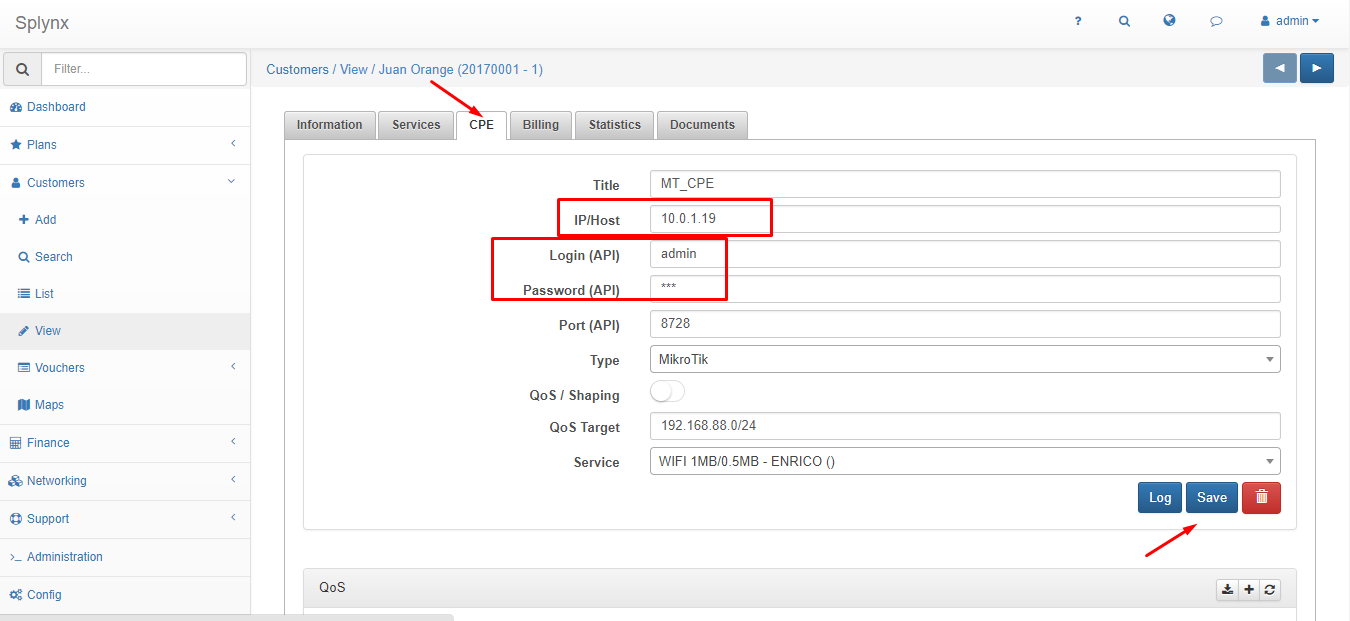 Splynx
? admin
Filter...
Customers / View / Juan Orange (20170001 - 1)
Dashboard
Plans
Customers
Add
Search
List
View
Vouchers
Maps
Finance
Networking
Support
Administration
Config
Information Services CPE Billing Statistics Documents
Title MT_CPE
IP/Host 10.0.1.19
Login (API) admin
Password (API) ***
Port (API) 8728
Type MikroTik
QoS / Shaping
QoS Target 192.168.88.0/24
Service WIFI 1MB/0.5MB - ENRICO ()
Log Save
QoS